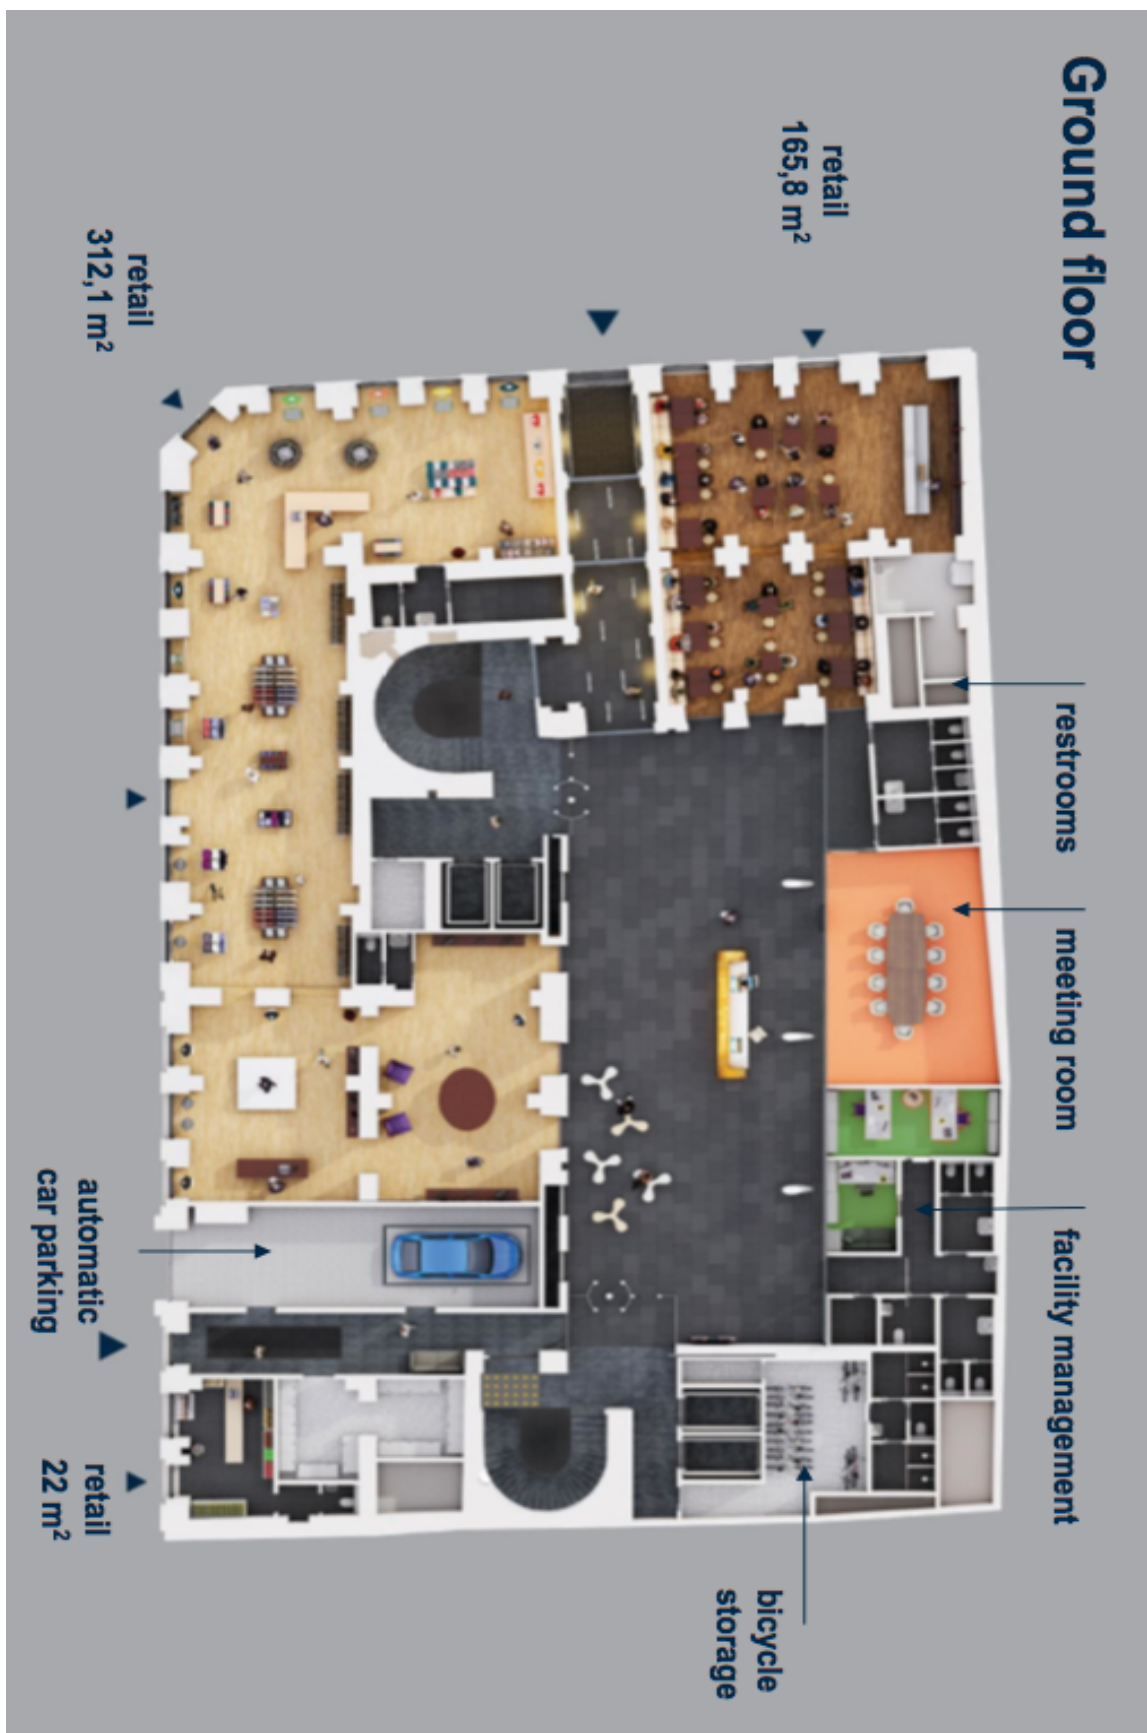 Ground floor
retail
165,8 m²
retail
312,1 m²
restrooms
meeting room
facility management
automatic
car parking
retail
22 m²
bicycle
storage